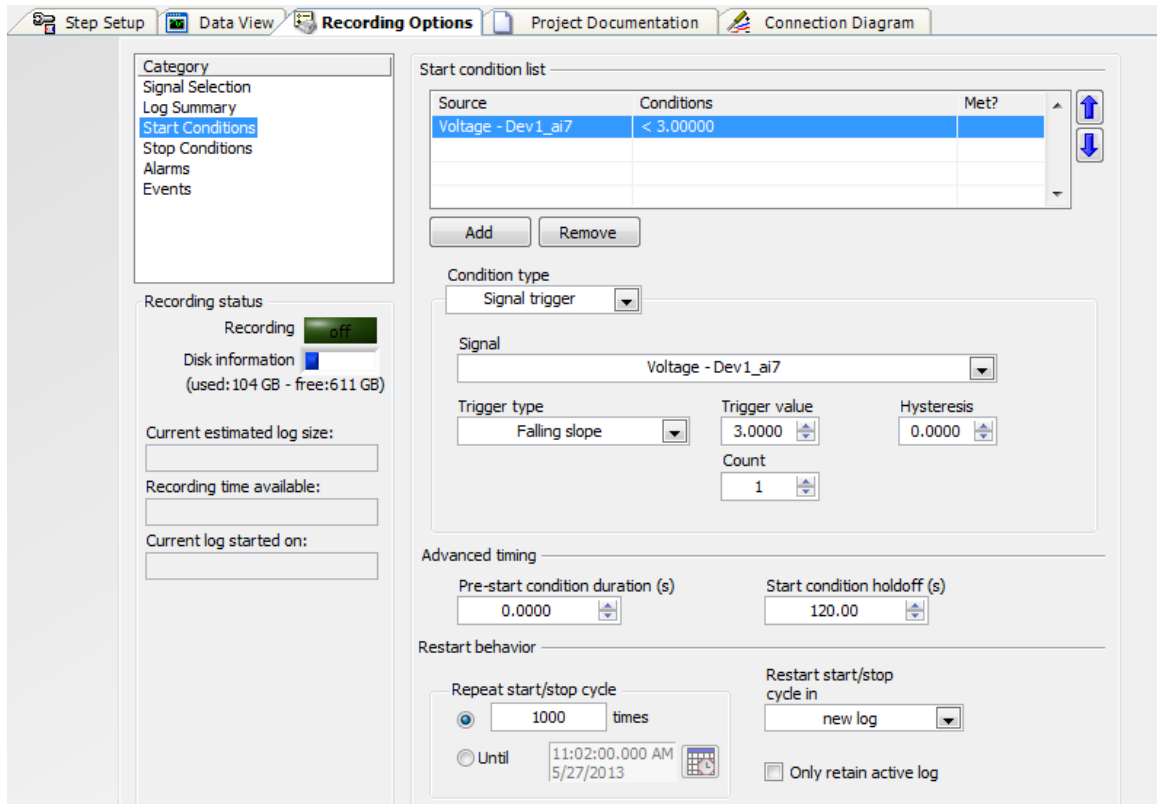 Step Setup Data View Recording Options Project Documentation Connection Diagram
Category
Signal Selection
Log Summary
Start Conditions
Stop Conditions
Alarms
Events
Recording status
Recording off
Disk information
(used:104 GB - free:611 GB)
Current estimated log size:
Recording time available:
Current log started on:
Start condition list
Source Conditions Met?
Voltage - Dev1_ai7 < 3.00000
Add Remove
Condition type
Signal trigger
Signal
Voltage - Dev1_ai7
Trigger type Trigger value Hysteresis
Falling slope 3.0000 0.0000
Count
1
Advanced timing
Pre-start condition duration (s) Start condition holdoff (s)
0.0000 120.00
Restart behavior
Repeat start/stop cycle
1000 times
Until 11:02:00.000 AM
5/27/2013
Restart start/stop
cycle in
new log
Only retain active log